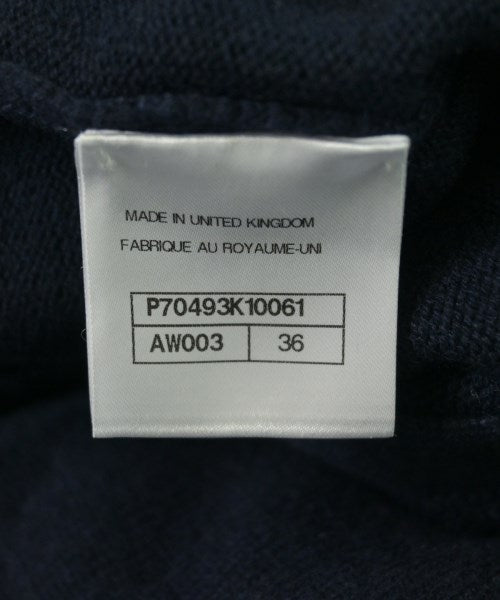 MADE IN UNITED KINGDOM
FABRIQUE AU ROYAUME-UNI
P70493K10061
AW003 36